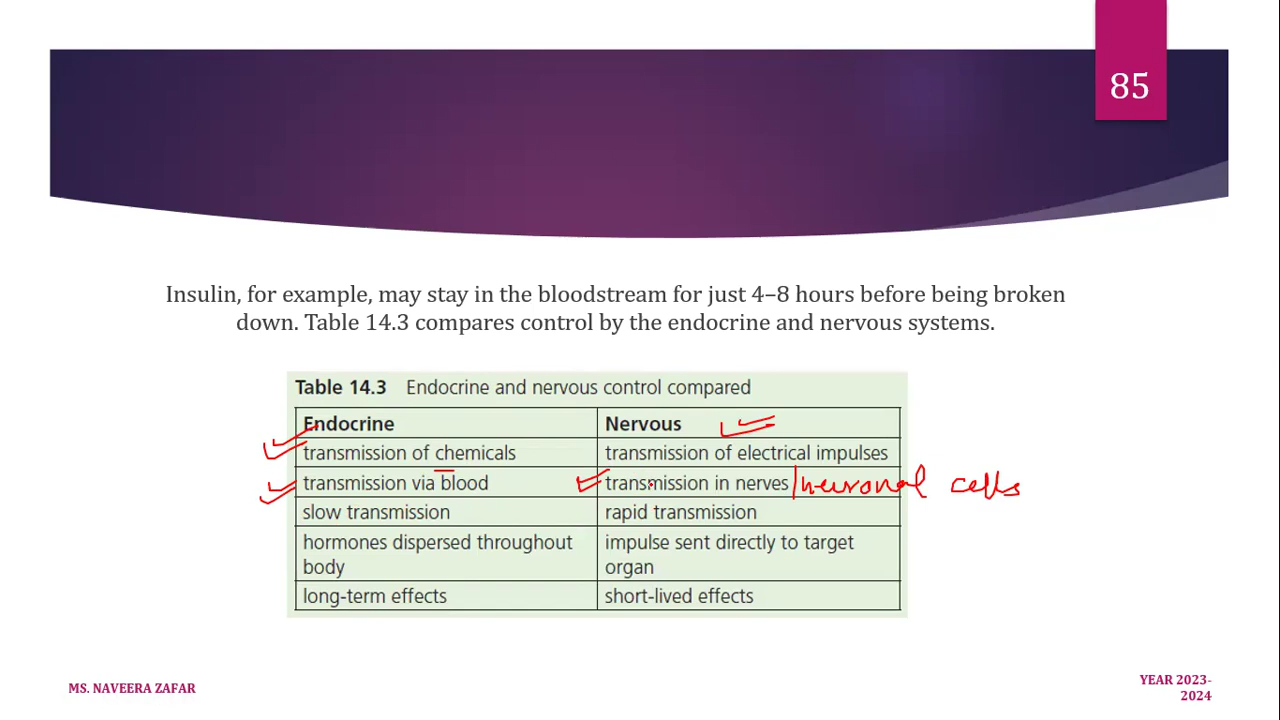 85
Insulin, for example, may stay in the bloodstream for just 4–8 hours before being broken
down. Table 14.3 compares control by the endocrine and nervous systems.
Table 14.3 Endocrine and nervous control compared
Endocrine Nervous
transmission of chemicals transmission of electrical impulses
transmission via blood transmission in nerves /neuronal cells
slow transmission rapid transmission
hormones dispersed throughout impulse sent directly to target
body organ
long-term effects short-lived effects
MS. NAVEERA ZAFAR YEAR 2023-
2024